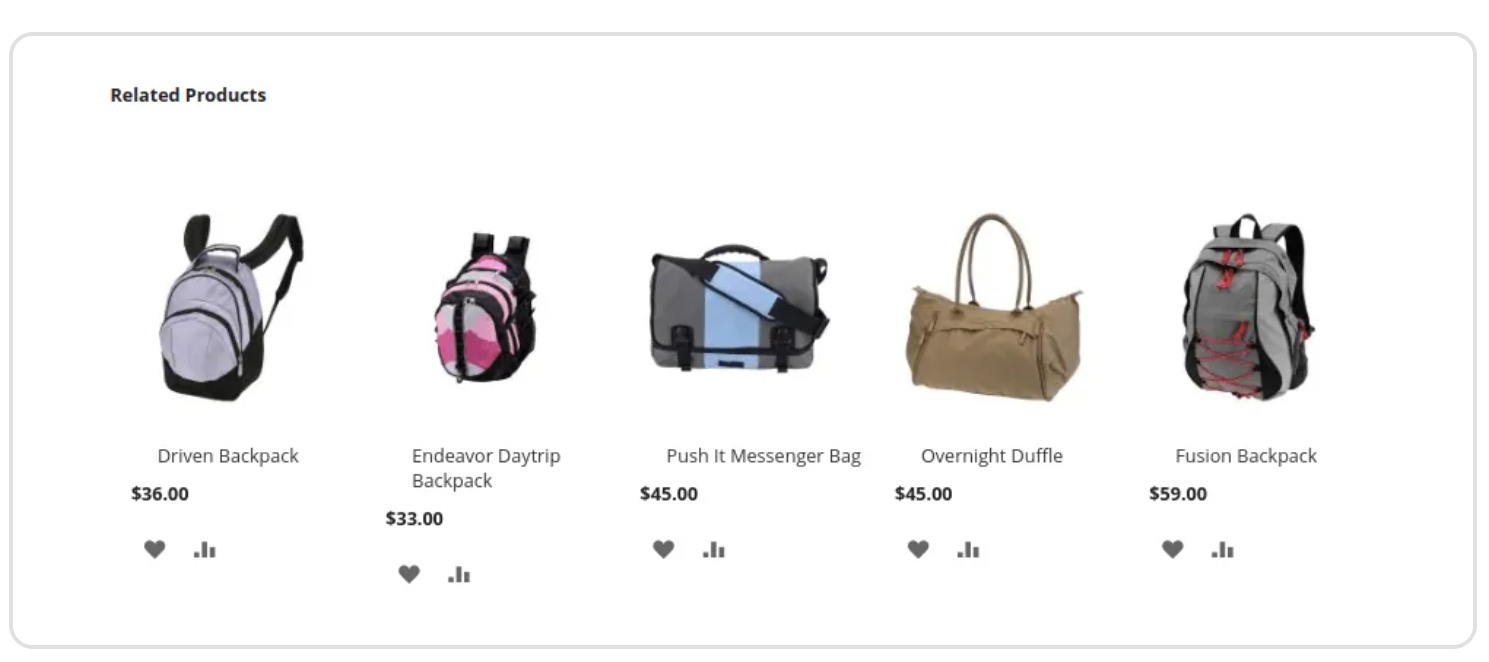 Related Products
Driven Backpack
$36.00
Endeavor Daytrip
Backpack
$33.00
Push It Messenger Bag
$45.00
Overnight Duffle
$45.00
Fusion Backpack
$59.00